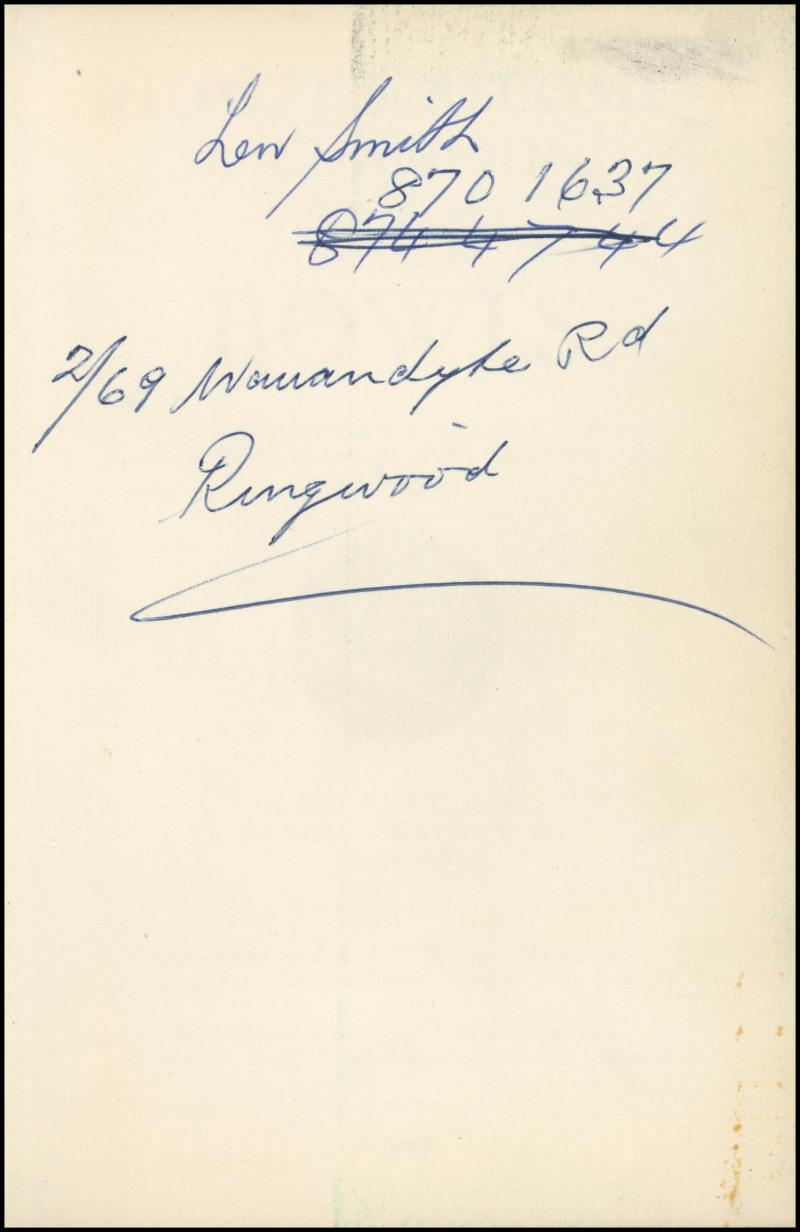 Len Smith
870 1637
874 4744
2/69 Warrandyte Rd
Ringwood